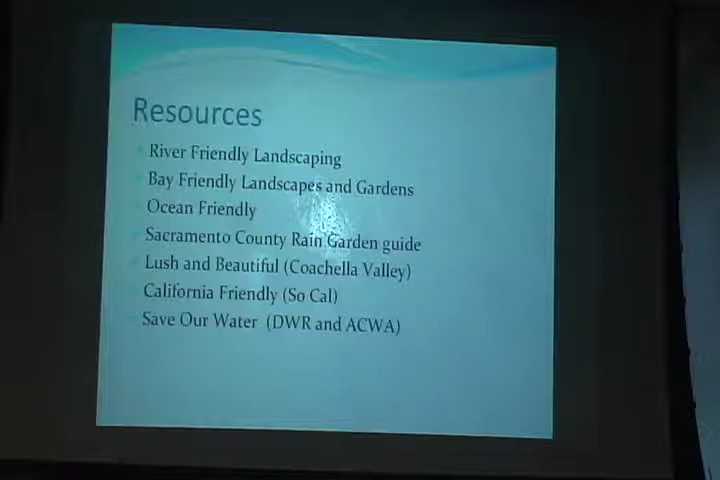 Resources
River Friendly Landscaping
Bay Friendly Landscapes and Gardens
Ocean Friendly
Sacramento County Rain Garden guide
Lush and Beautiful (Coachella Valley)
California Friendly (So Cal)
Save Our Water (DWR and ACWA)